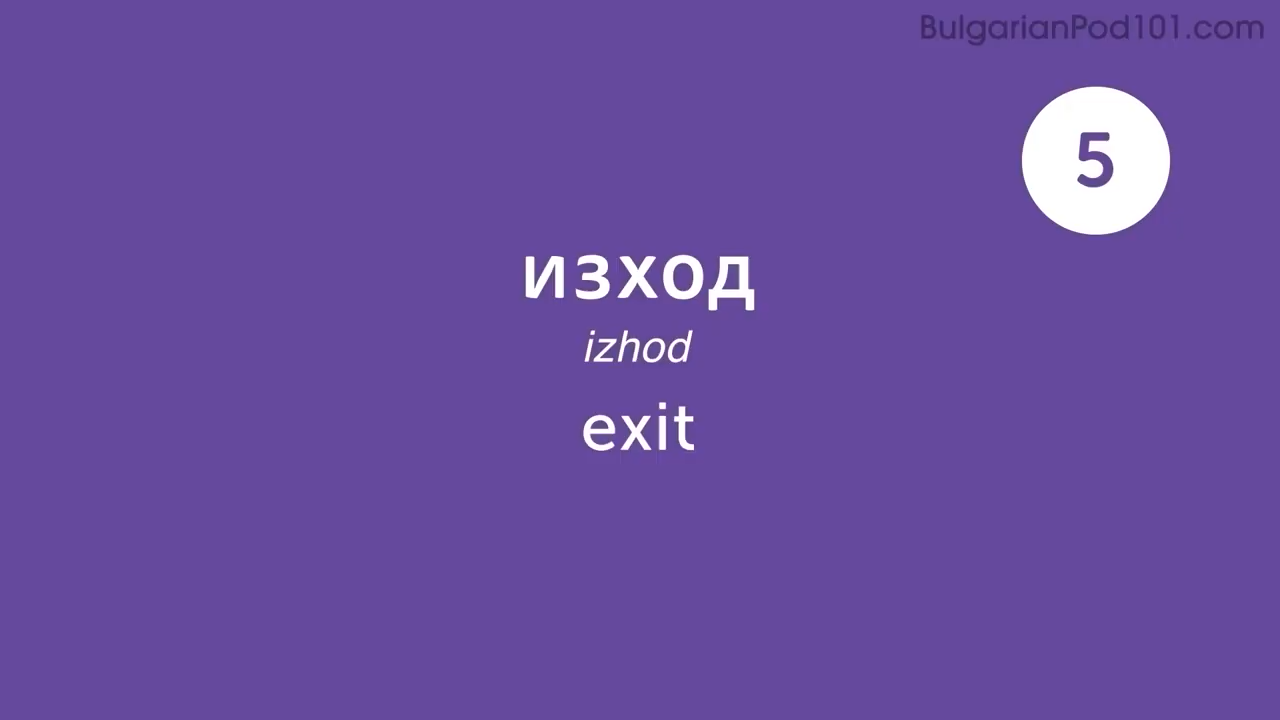 BulgarianPod101.com
5
изход
izhod
exit